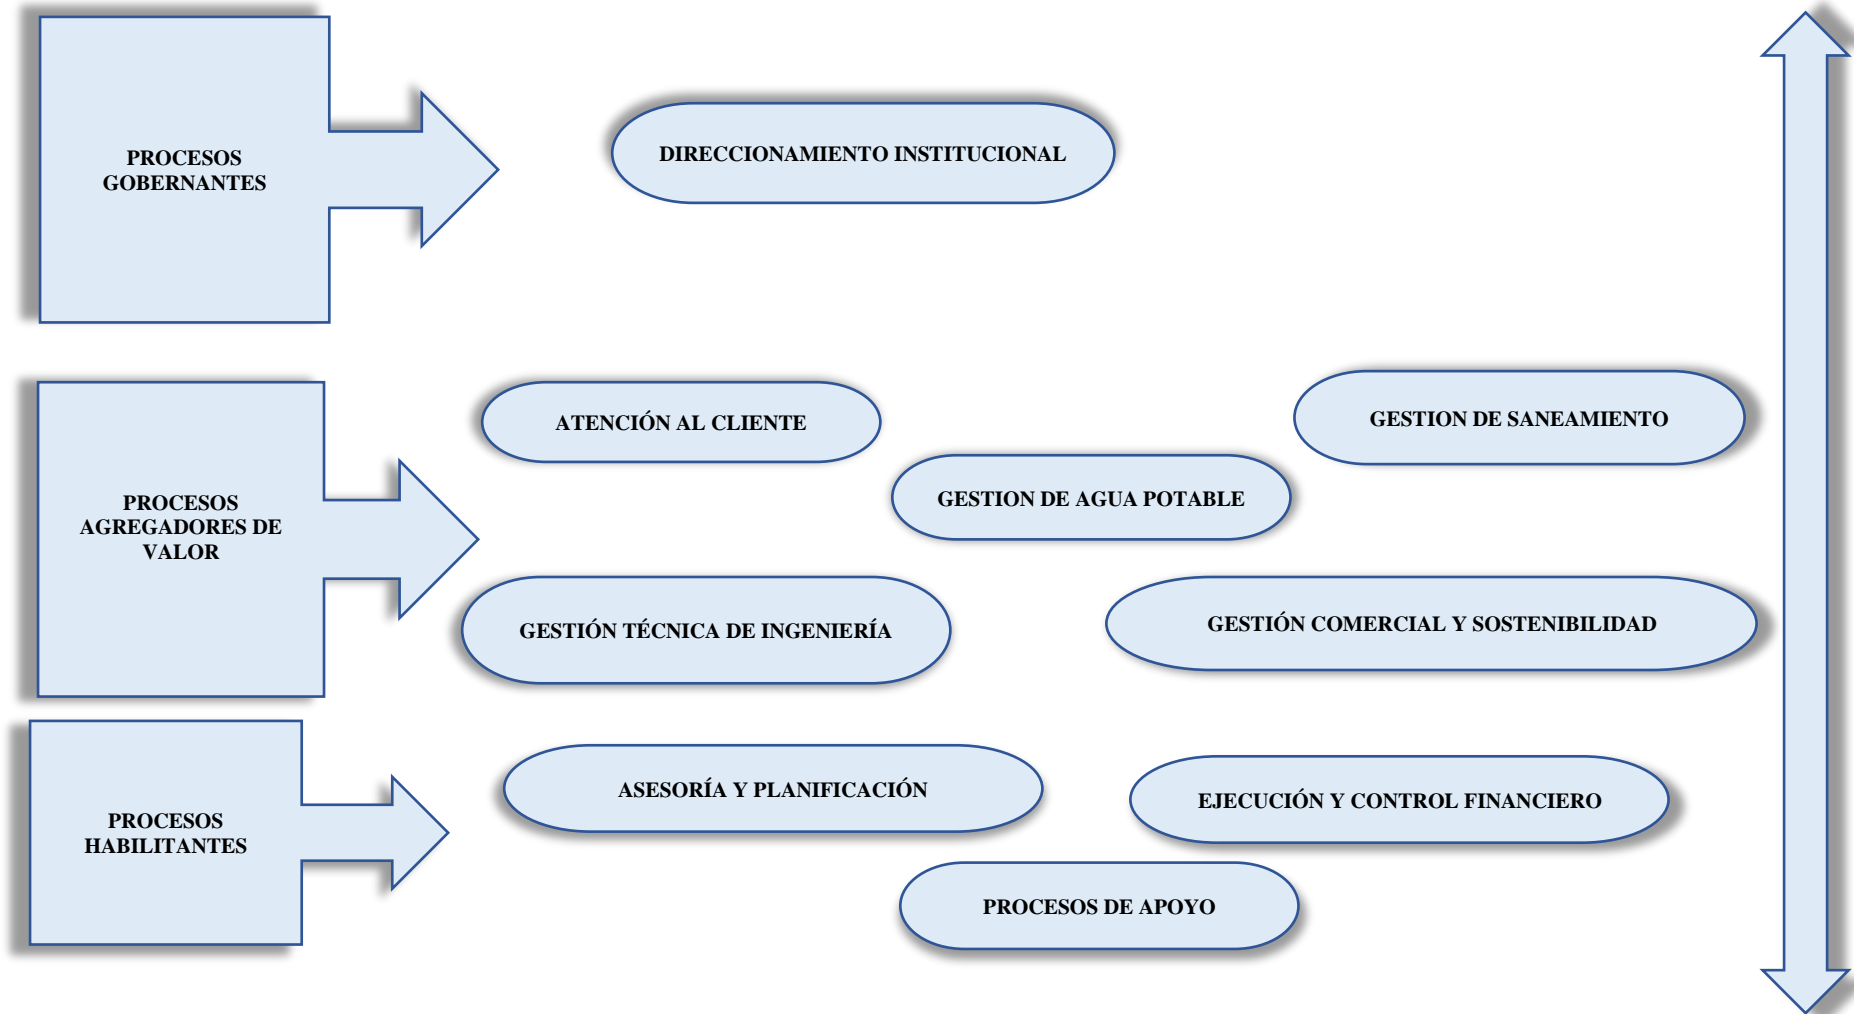 PROCESOS
GOBERNANTES
DIRECCIONAMIENTO INSTITUCIONAL
PROCESOS
AGREGADORES DE
VALOR
ATENCIÓN AL CLIENTE
GESTION DE SANEAMIENTO
GESTION DE AGUA POTABLE
GESTIÓN TÉCNICA DE INGENIERÍA
GESTIÓN COMERCIAL Y SOSTENIBILIDAD
PROCESOS
HABILITANTES
ASESORÍA Y PLANIFICACIÓN
EJECUCIÓN Y CONTROL FINANCIERO
PROCESOS DE APOYO